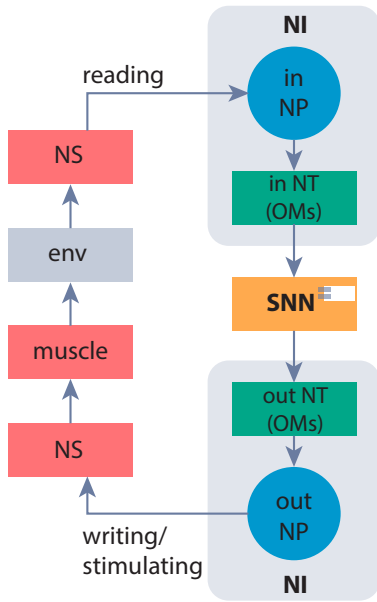 NI
reading
in
NP
NS
in NT
(OMs)
env
SNN
muscle
out NT
(OMs)
NS
out
NP
writing/
stimulating
NI